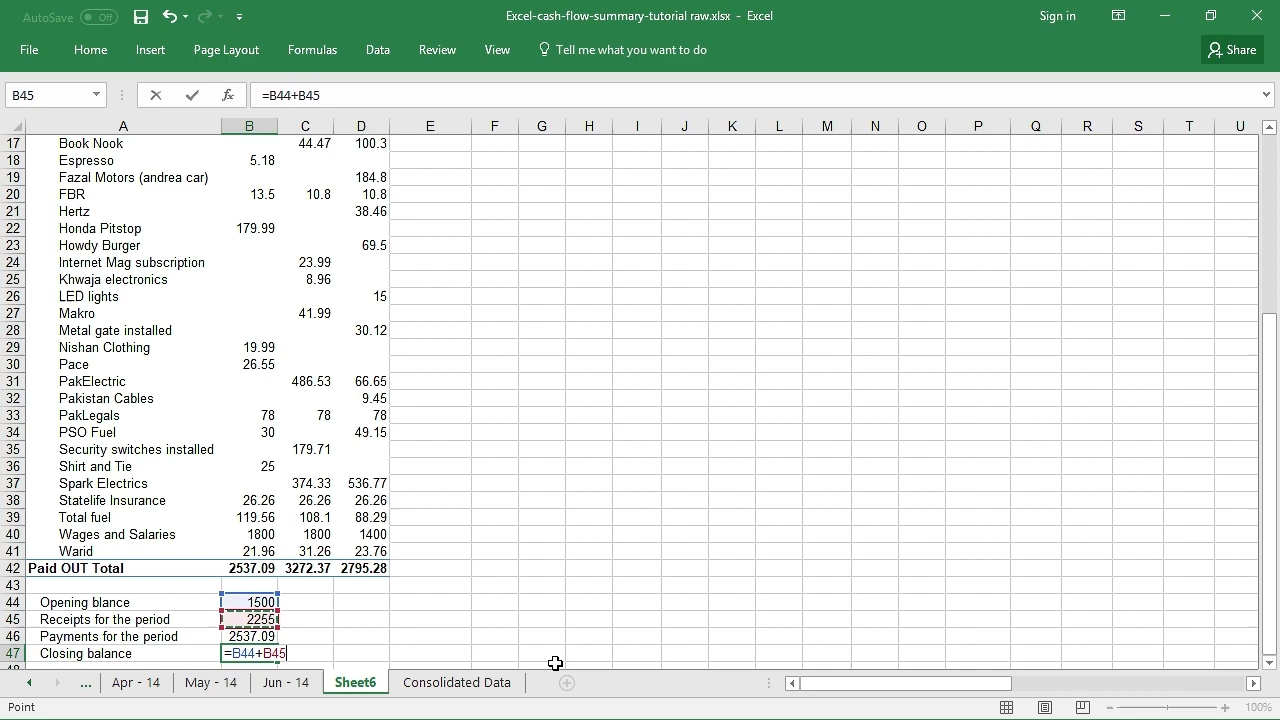 AutoSave Off Excel-cash-flow-summary-tutorial raw.xlsx - Excel Sign in
File Home Insert Page Layout Formulas Data Review View Tell me what you want to do Share
B45 fx =B44+B45
A B C D E F G H I J K L M N O P Q R S T U
17 Book Nook 44.47 100.3
18 Espresso 5.18
19 Fazal Motors (andrea car) 184.8
20 FBR 13.5 10.8 10.8
21 Hertz 38.46
22 Honda Pitstop 179.99
23 Howdy Burger 69.5
24 Internet Mag subscription 23.99
25 Khwaja electronics 8.96
26 LED lights 15
27 Makro 41.99
28 Metal gate installed 30.12
29 Nishan Clothing 19.99
30 Pace 26.55
31 PakElectric 486.53 66.65
32 Pakistan Cables 9.45
33 PakLegals 78 78 78
34 PSO Fuel 30 49.15
35 Security switches installed 179.71
36 Shirt and Tie 25
37 Spark Electrics 374.33 536.77
38 Statelife Insurance 26.26 26.26 26.26
39 Total fuel 119.56 108.1 88.29
40 Wages and Salaries 1800 1800 1400
41 Warid 21.96 31.26 23.76
42 Paid OUT Total 2537.09 3272.37 2795.28
43
44 Opening blance 1500
45 Receipts for the period 2255
46 Payments for the period 2537.09
47 Closing balance =B44+B45
... Apr - 14 May - 14 Jun - 14 Sheet6 Consolidated Data
Point 100%